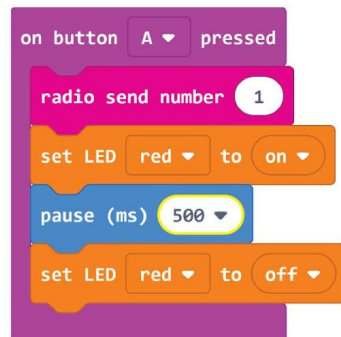 on button A pressed
radio send number 1
set LED red to on
pause (ms) 500
set LED red to off